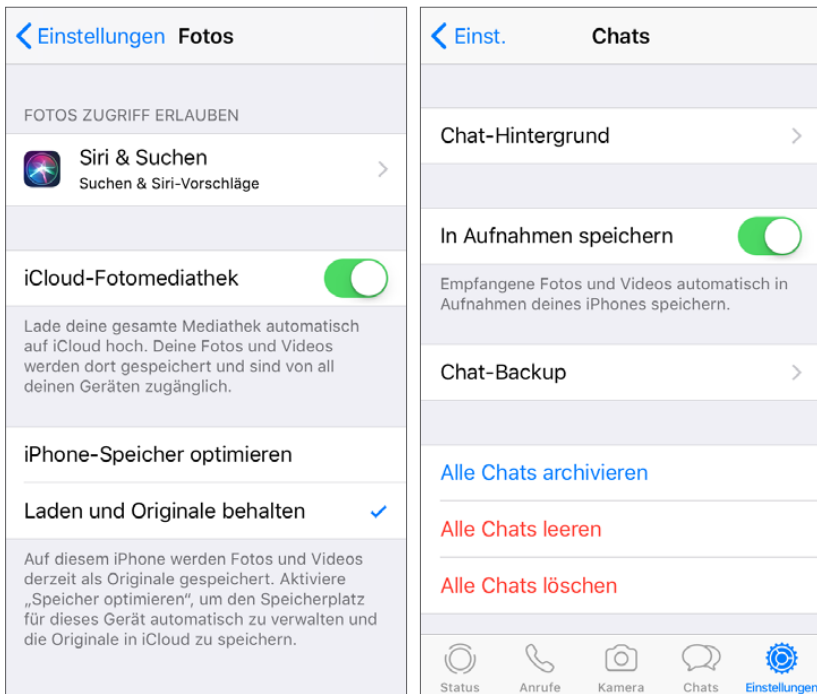 Einstellungen Fotos
FOTOS ZUGRIFF ERLAUBEN
Siri & Suchen
Suchen & Siri-Vorschläge
iCloud-Fotomediathek
Lade deine gesamte Mediathek automatisch
auf iCloud hoch. Deine Fotos und Videos
werden dort gespeichert und sind von all
deinen Geräten zugänglich.
iPhone-Speicher optimieren
Laden und Originale behalten
Auf diesem iPhone werden Fotos und Videos
derzeit als Originale gespeichert. Aktiviere
„Speicher optimieren“, um den Speicherplatz
für dieses Gerät automatisch zu verwalten und
die Originale in iCloud zu speichern.
Einst. Chats
Chat-Hintergrund
In Aufnahmen speichern
Empfangene Fotos und Videos automatisch in
Aufnahmen deines iPhones speichern.
Chat-Backup
Alle Chats archivieren
Alle Chats leeren
Alle Chats löschen
Status Anrufe Kamera Chats Einstellungen